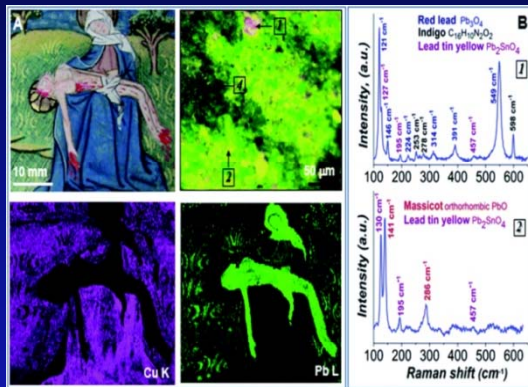 A
10 mm
1
2
50 μm
Cu K
Pb L
B
Red lead Pb₃O₄
Indigo C₁₆H₁₀N₂O₂
Lead tin yellow Pb₂SnO₄
1
Intensity, (a.u.)
121 cm⁻¹
127 cm⁻¹
146 cm⁻¹
195 cm⁻¹
224 cm⁻¹
253 cm⁻¹
278 cm⁻¹
314 cm⁻¹
391 cm⁻¹
457 cm⁻¹
549 cm⁻¹
598 cm⁻¹
100 200 300 400 500 600
Massicot orthorhombic PbO
Lead tin yellow Pb₂SnO₄
2
Intensity (a.u.)
130 cm⁻¹
141 cm⁻¹
195 cm⁻¹
286 cm⁻¹
457 cm⁻¹
100 200 300 400 500 600
Raman shift (cm⁻¹)